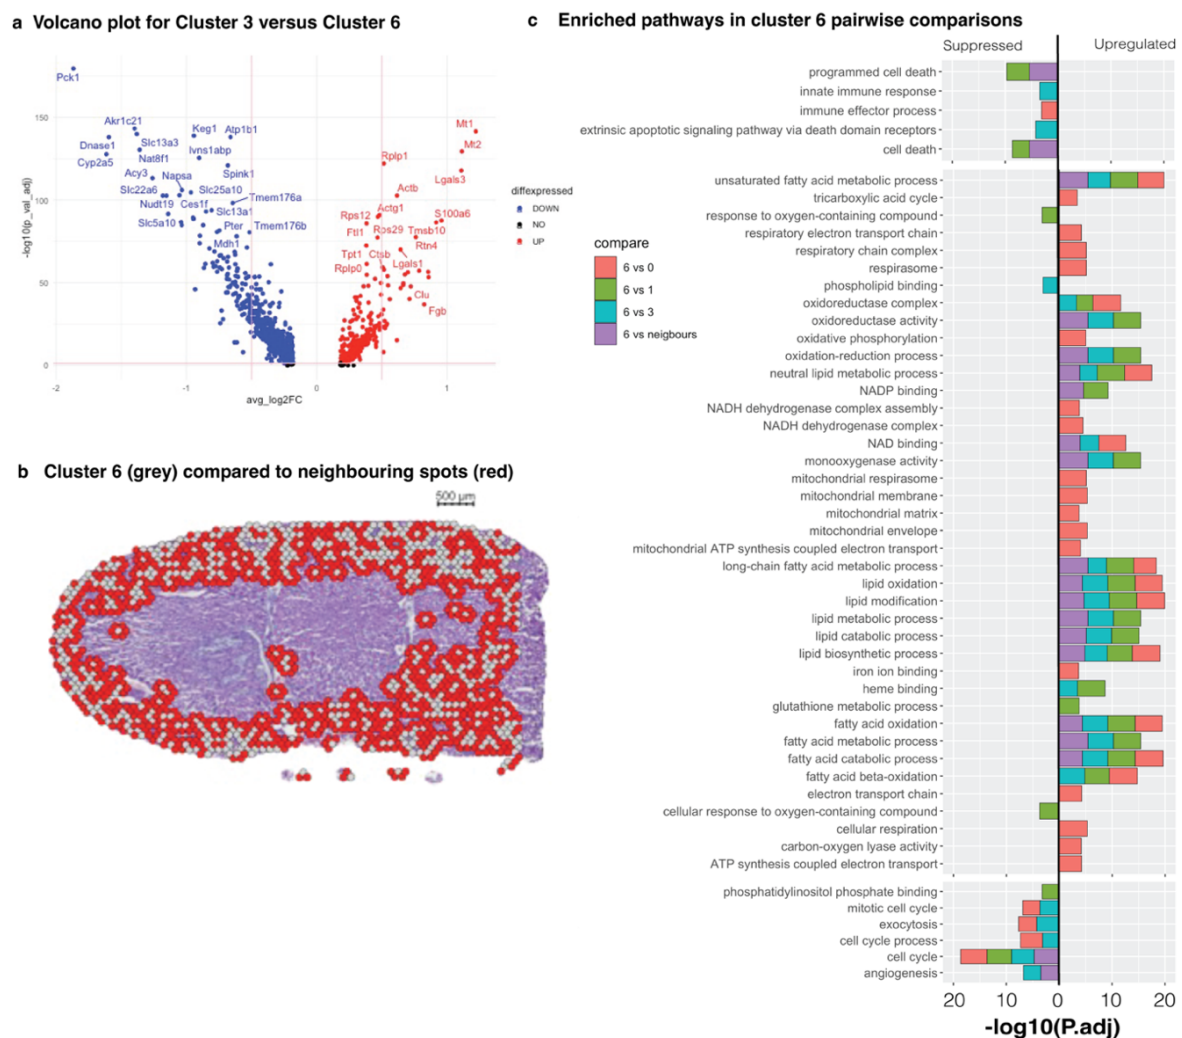 a Volcano plot for Cluster 3 versus Cluster 6
Pck1
Akr1c21
Keg1
Atp1b1
Mt1
Dnase1
Slc13a3
Mt2
Cyp2a5
Nat8f1
Ivns1abp
Rplp1
Acy3
Napsa
Spink1
Lgals3
Slc22a6
Slc25a10
Tmem176a
Actb
Nudt19
Ces1f
Slc13a1
Rps12
Actg1
S100a6
Slc5a10
Pter
Tmem176b
Ftl1
Rps29
Tmsb10
Mdh1
Tpt1
Ctsb
Rtn4
Rplp0
Lgals1
Clu
Fgb
-log10(p_val_adj)
150
100
50
0
-2
-1
0
1
avg_log2FC
diffexpressed
DOWN
NO
UP
b Cluster 6 (grey) compared to neighbouring spots (red)
500 µm
c Enriched pathways in cluster 6 pairwise comparisons
Suppressed
Upregulated
compare
6 vs 0
6 vs 1
6 vs 3
6 vs neigbours
programmed cell death
innate immune response
immune effector process
extrinsic apoptotic signaling pathway via death domain receptors
cell death
unsaturated fatty acid metabolic process
tricarboxylic acid cycle
response to oxygen-containing compound
respiratory electron transport chain
respiratory chain complex
respirasome
phospholipid binding
oxidoreductase complex
oxidoreductase activity
oxidative phosphorylation
oxidation-reduction process
neutral lipid metabolic process
NADP binding
NADH dehydrogenase complex assembly
NADH dehydrogenase complex
NAD binding
monooxygenase activity
mitochondrial respirasome
mitochondrial membrane
mitochondrial matrix
mitochondrial envelope
mitochondrial ATP synthesis coupled electron transport
long-chain fatty acid metabolic process
lipid oxidation
lipid modification
lipid metabolic process
lipid catabolic process
lipid biosynthetic process
iron ion binding
heme binding
glutathione metabolic process
fatty acid oxidation
fatty acid metabolic process
fatty acid catabolic process
fatty acid beta-oxidation
electron transport chain
cellular response to oxygen-containing compound
cellular respiration
carbon-oxygen lyase activity
ATP synthesis coupled electron transport
phosphatidylinositol phosphate binding
mitotic cell cycle
exocytosis
cell cycle process
cell cycle
angiogenesis
20 10 0 10 20
-log10(P.adj)